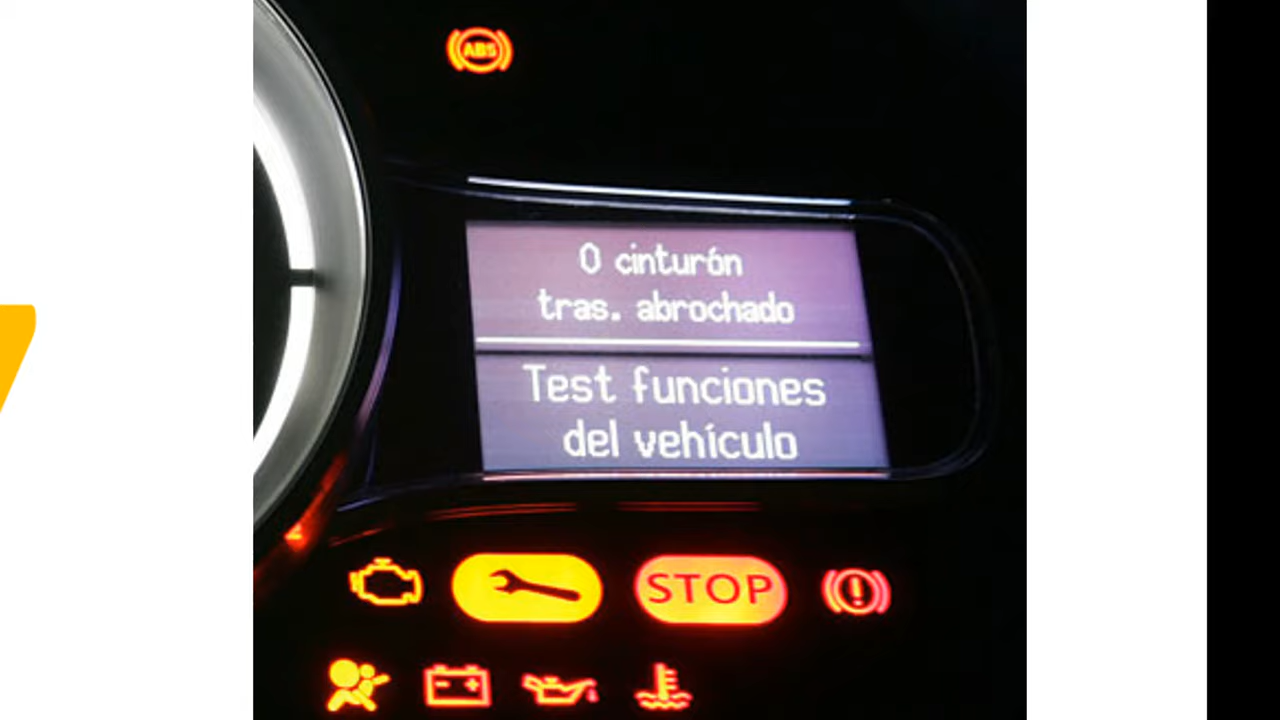 ABS
0 cinturón
tras. abrochado
Test funciones
del vehículo
STOP